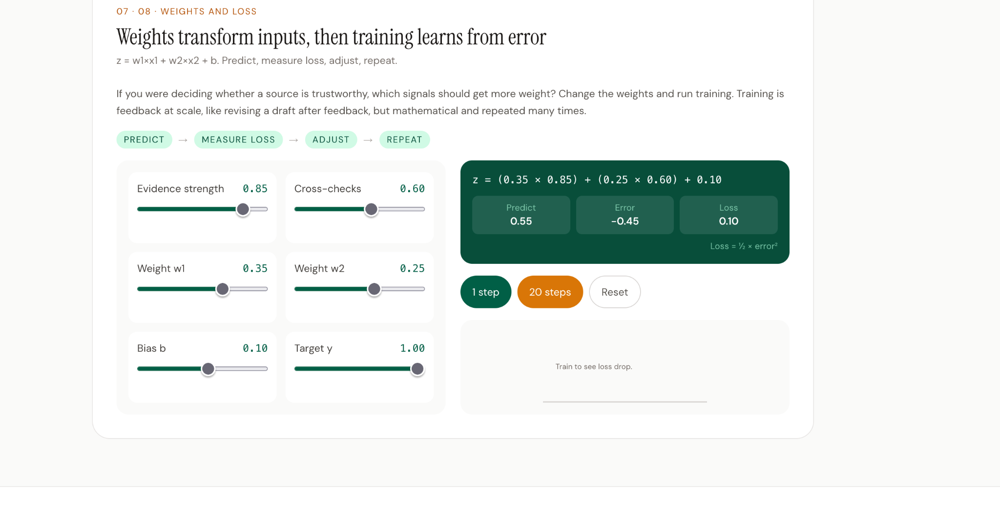 07 · 08 · WEIGHTS AND LOSS
Weights transform inputs, then training learns from error
z = w1×x1 + w2×x2 + b. Predict, measure loss, adjust, repeat.
If you were deciding whether a source is trustworthy, which signals should get more weight? Change the weights and run training. Training is
feedback at scale, like revising a draft after feedback, but mathematical and repeated many times.
PREDICT → MEASURE LOSS → ADJUST → REPEAT
Evidence strength 0.85
Cross-checks 0.60
Weight w1 0.35
Weight w2 0.25
Bias b 0.10
Target y 1.00
z = (0.35 × 0.85) + (0.25 × 0.60) + 0.10
Predict
0.55
Error
-0.45
Loss
0.10
Loss = ½ × error²
1 step
20 steps
Reset
Train to see loss drop.